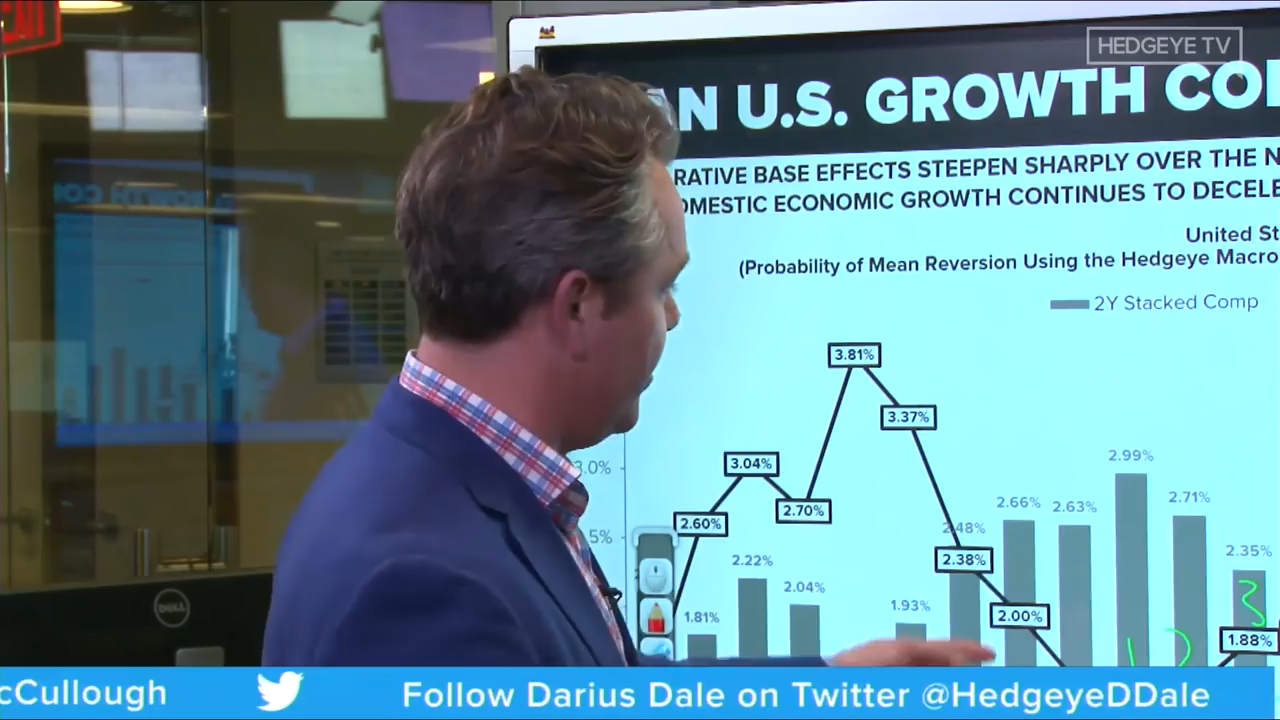 EXIT
HEDGEYE TV
AN U.S. GROWTH CO
RATIVE BASE EFFECTS STEEPEN SHARPLY OVER THE N
OMESTIC ECONOMIC GROWTH CONTINUES TO DECELE
United St
(Probability of Mean Reversion Using the Hedgeye Macro
2Y Stacked Comp
3.81%
3.37%
3.04%
3.0%
2.99%
2.70%
2.71%
2.60%
2.66%
2.63%
2.48%
5%
2.38%
2.22%
2.35%
2.04%
1.81%
1.93%
2.00%
1 2 3
1.88%
DELL
cCullough
Follow Darius Dale on Twitter @HedgeyeDDale